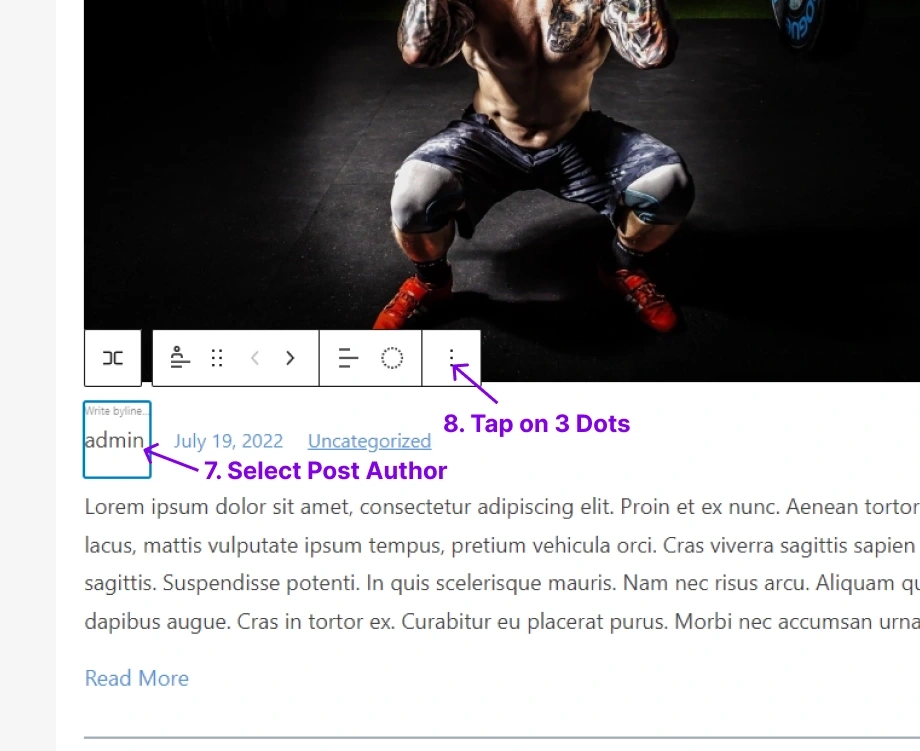 OGUE
Write byline...
admin
July 19, 2022
Uncategorized
8. Tap on 3 Dots
7. Select Post Author
Lorem ipsum dolor sit amet, consectetur adipiscing elit. Proin et ex nunc. Aenean tortor
lacus, mattis vulputate ipsum tempus, pretium vehicula orci. Cras viverra sagittis sapien
sagittis. Suspendisse potenti. In quis scelerisque mauris. Nam nec risus arcu. Aliquam qu
dapibus augue. Cras in tortor ex. Curabitur eu placerat purus. Morbi nec accumsan urna
Read More